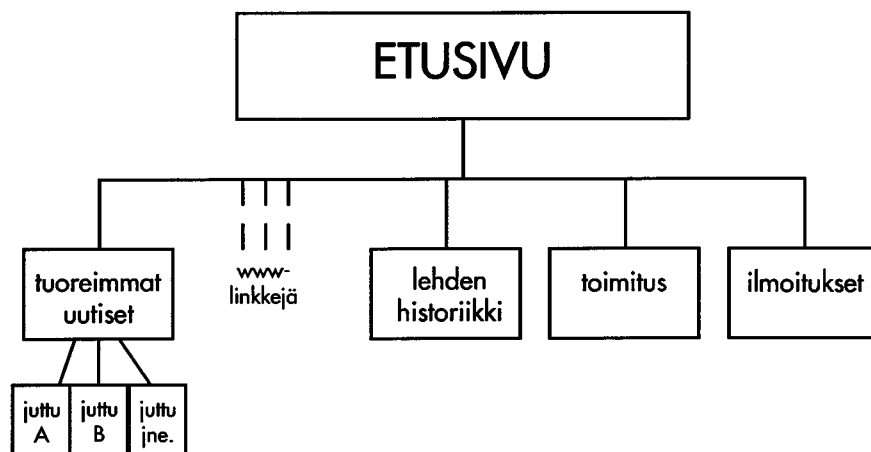 ETUSIVU
tuoreimmat
uutiset
www-
linkkejä
lehden
historiikki
toimitus
ilmoitukset
juttu
A
juttu
B
juttu
jne.